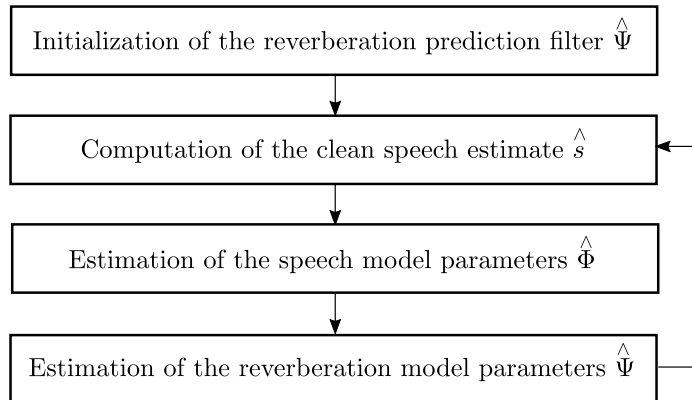 Initialization of the reverberation prediction filter Ψ̂
Computation of the clean speech estimate ŝ
Estimation of the speech model parameters Φ̂
Estimation of the reverberation model parameters Ψ̂